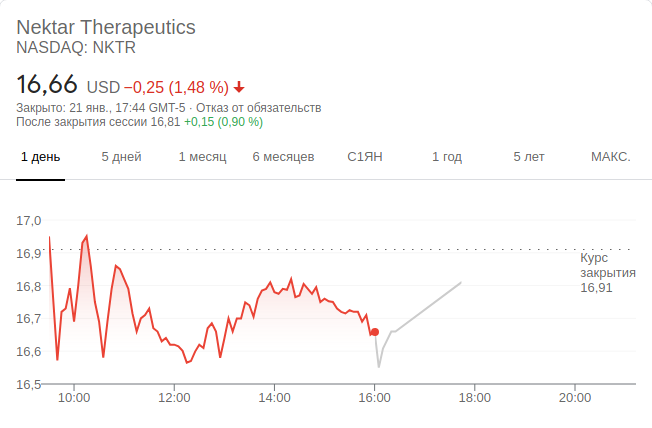 Nektar Therapeutics
NASDAQ: NKTR
16,66 USD −0,25 (1,48 %)
Закрыто: 21 янв., 17:44 GMT-5 · Отказ от обязательств
После закрытия сессии 16,81 +0,15 (0,90 %)
1 день 5 дней 1 месяц 6 месяцев С1ЯН 1 год 5 лет МАКС.
17,0
16,9
Курс
закрытия
16,91
16,8
16,7
16,6
16,5
10:00 12:00 14:00 16:00 18:00 20:00